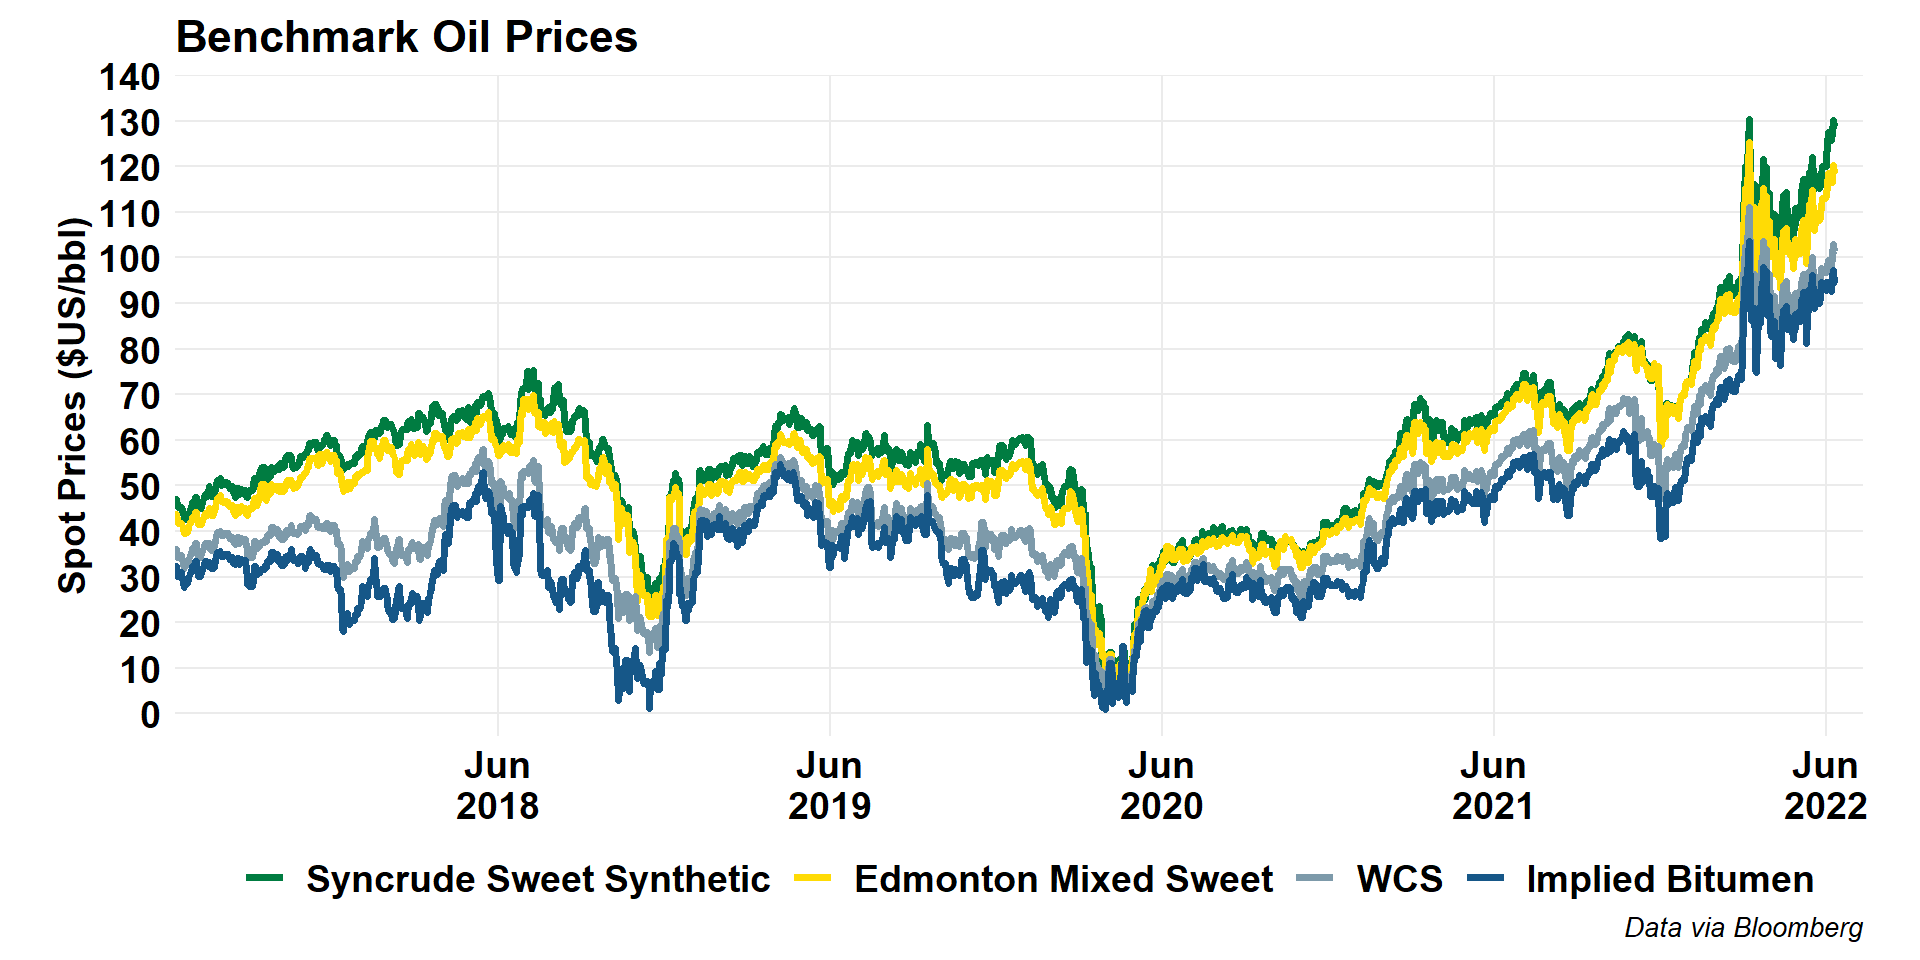 Benchmark Oil Prices
Spot Prices ($US/bbl)
140
130
120
110
100
90
80
70
60
50
40
30
20
10
0
Jun Jun Jun Jun Jun
2018 2019 2020 2021 2022
Syncrude Sweet Synthetic Edmonton Mixed Sweet WCS Implied Bitumen
Data via Bloomberg